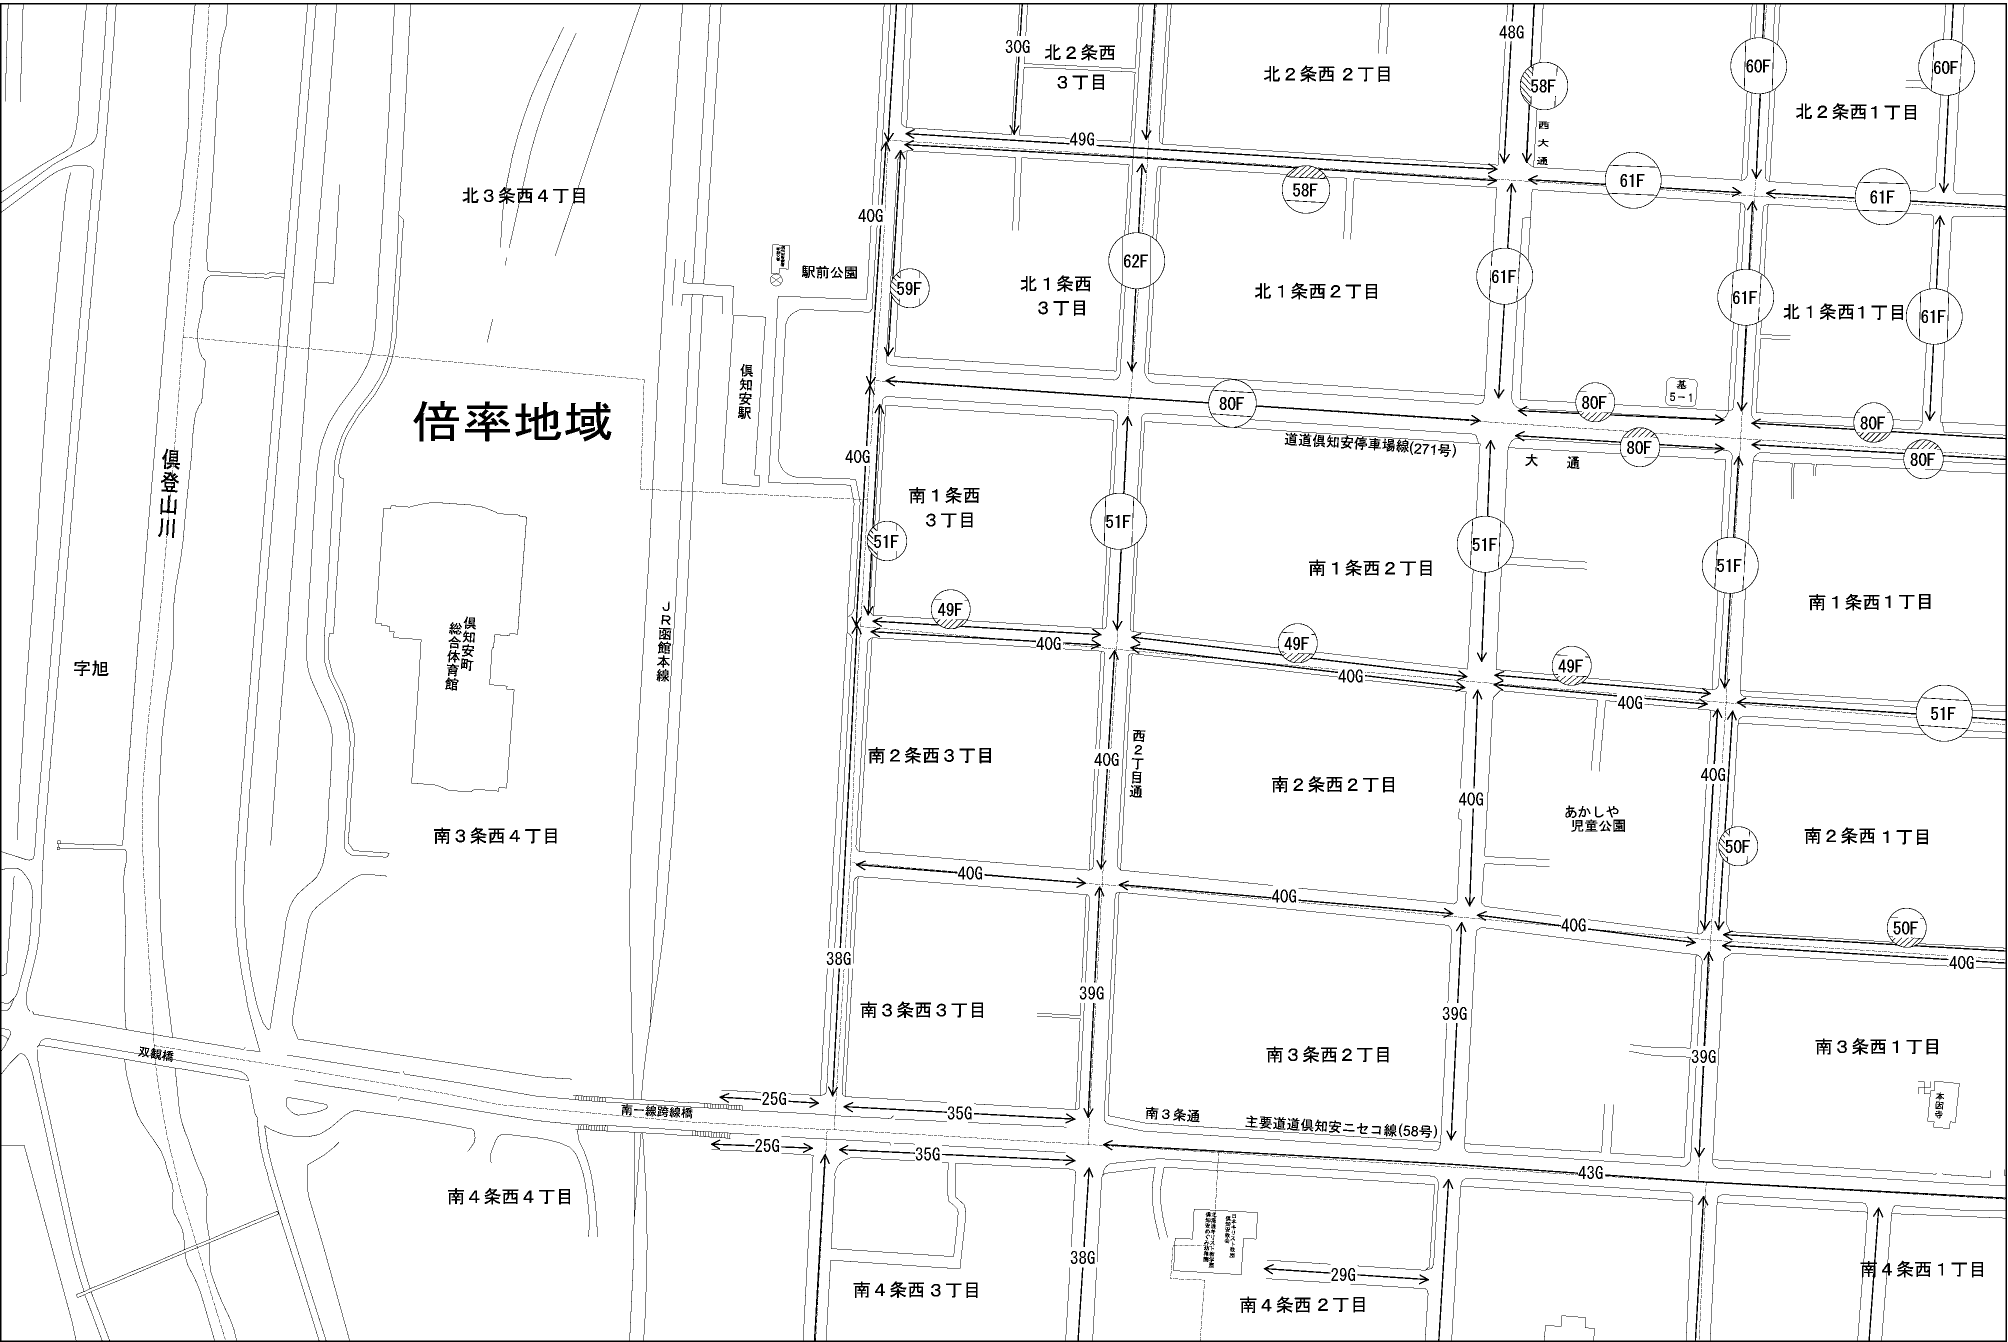 30G
48G
北２条西
３丁目
北２条西２丁目
58F
西大通
60F
60F
北２条西１丁目
49G
58F
61F
61F
北３条西４丁目
40G
駅前公園
59F
北１条西
３丁目
62F
北１条西２丁目
61F
61F
北１条西１丁目
61F
倶知安駅
倍率地域
80F
80F
基
5-1
80F
道道倶知安停車場線(271号)
大通
80F
80F
倶登山川
40G
南１条西
３丁目
51F
51F
51F
51F
南１条西２丁目
南１条西１丁目
ＪＲ函館本線
倶知安町
総合体育館
字旭
49F
40G
49F
40G
49F
40G
51F
南２条西３丁目
40G
西２丁目通
南２条西２丁目
40G
40G
あかしや
児童公園
50F
南２条西１丁目
南３条西４丁目
40G
40G
40G
50F
40G
38G
南３条西３丁目
39G
39G
南３条西２丁目
39G
南３条西１丁目
双観橋
南一線跨線橋
25G
35G
南３条通
主要道道倶知安ニセコ線(58号)
本因寺
25G
35G
43G
南４条西４丁目
38G
南４条西３丁目
29G
南４条西２丁目
南４条西１丁目